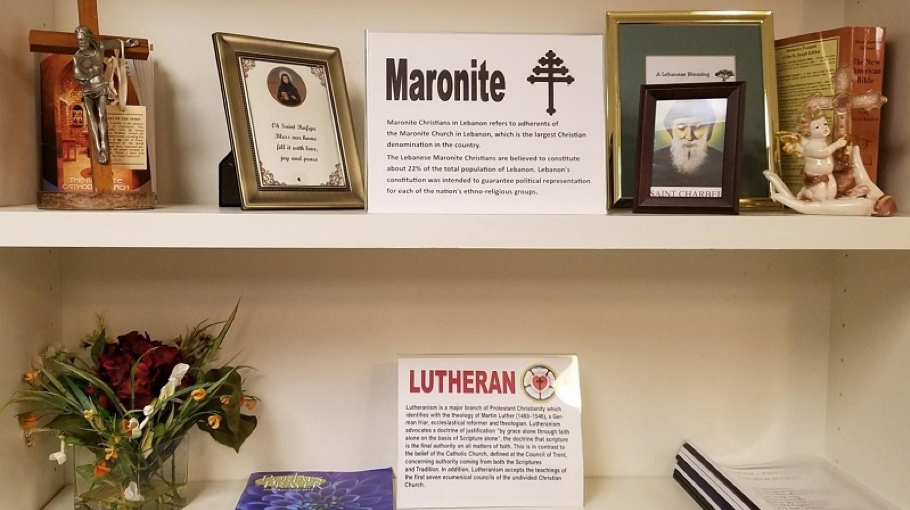 Maronite
Maronite Christians in Lebanon refers to adherents of
the Maronite Church in Lebanon, which is the largest Christian
denomination in the country.
The Lebanese Maronite Christians are believed to constitute
about 22% of the total population of Lebanon. Lebanon's
constitution was intended to guarantee political representation
for each of the nation's ethno-religious groups.
Oh Saint Rafqa
Bless our home
fill it with love,
joy and peace
A Lebanese Blessing
SAINT CHARBEL
The New
American
Bible
LUTHERAN
Lutheranism is a major branch of Protestant Christianity which
identifies with the theology of Martin Luther (1483–1546), a Ger-
man friar, ecclesiastical reformer and theologian. Lutheranism
advocates a doctrine of justification "by grace alone through faith
alone on the basis of Scripture alone", the doctrine that scripture
is the final authority on all matters of faith. This is in contrast to
the belief of the Catholic Church, defined at the Council of Trent,
concerning authority coming from both the Scriptures
and Tradition. In addition, Lutheranism accepts the teachings of
the first seven ecumenical councils of the undivided Christian
Church.